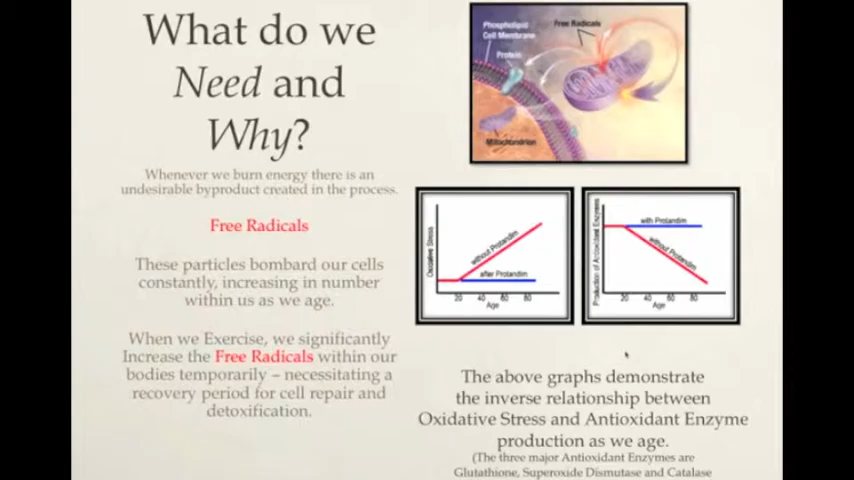 What do we
Need and
Why?
Whenever we burn energy there is an
undesirable byproduct created in the process.
Free Radicals
These particles bombard our cells
constantly, increasing in number
within us as we age.
When we Exercise, we significantly
Increase the Free Radicals within our
bodies temporarily – necessitating a
recovery period for cell repair and
detoxification.
Phospholipid
Cell Membrane
Free Radicals
Protein
Mitochondrion
Oxidative Stress
without Protandim
after Protandim
20 40 60 80
Age
Production of Antioxidant Enzymes
with Protandim
without Protandim
20 40 60 80
Age
The above graphs demonstrate
the inverse relationship between
Oxidative Stress and Antioxidant Enzyme
production as we age.
(The three major Antioxidant Enzymes are
Glutathione, Superoxide Dismutase and Catalase